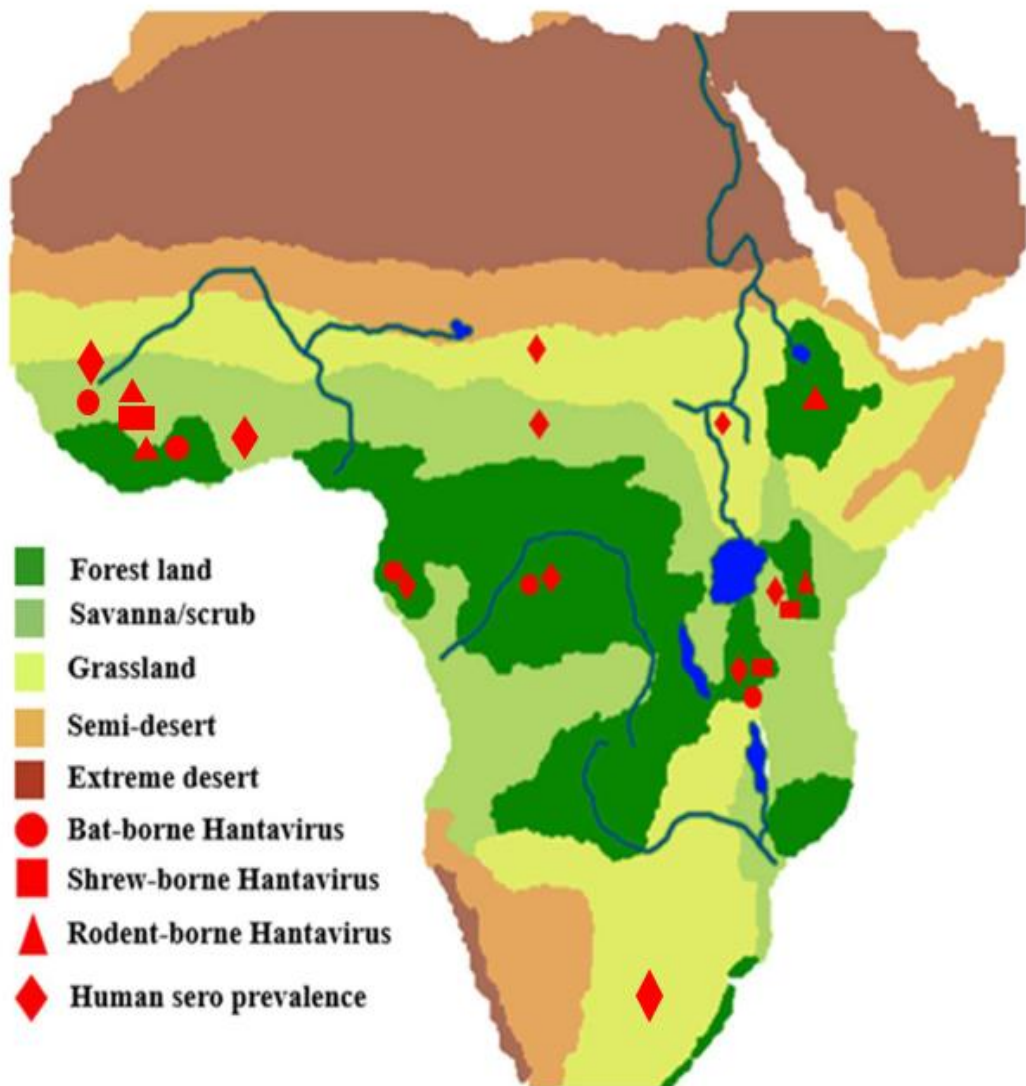 Forest land
Savanna/scrub
Grassland
Semi-desert
Extreme desert
Bat-borne Hantavirus
Shrew-borne Hantavirus
Rodent-borne Hantavirus
Human sero prevalence